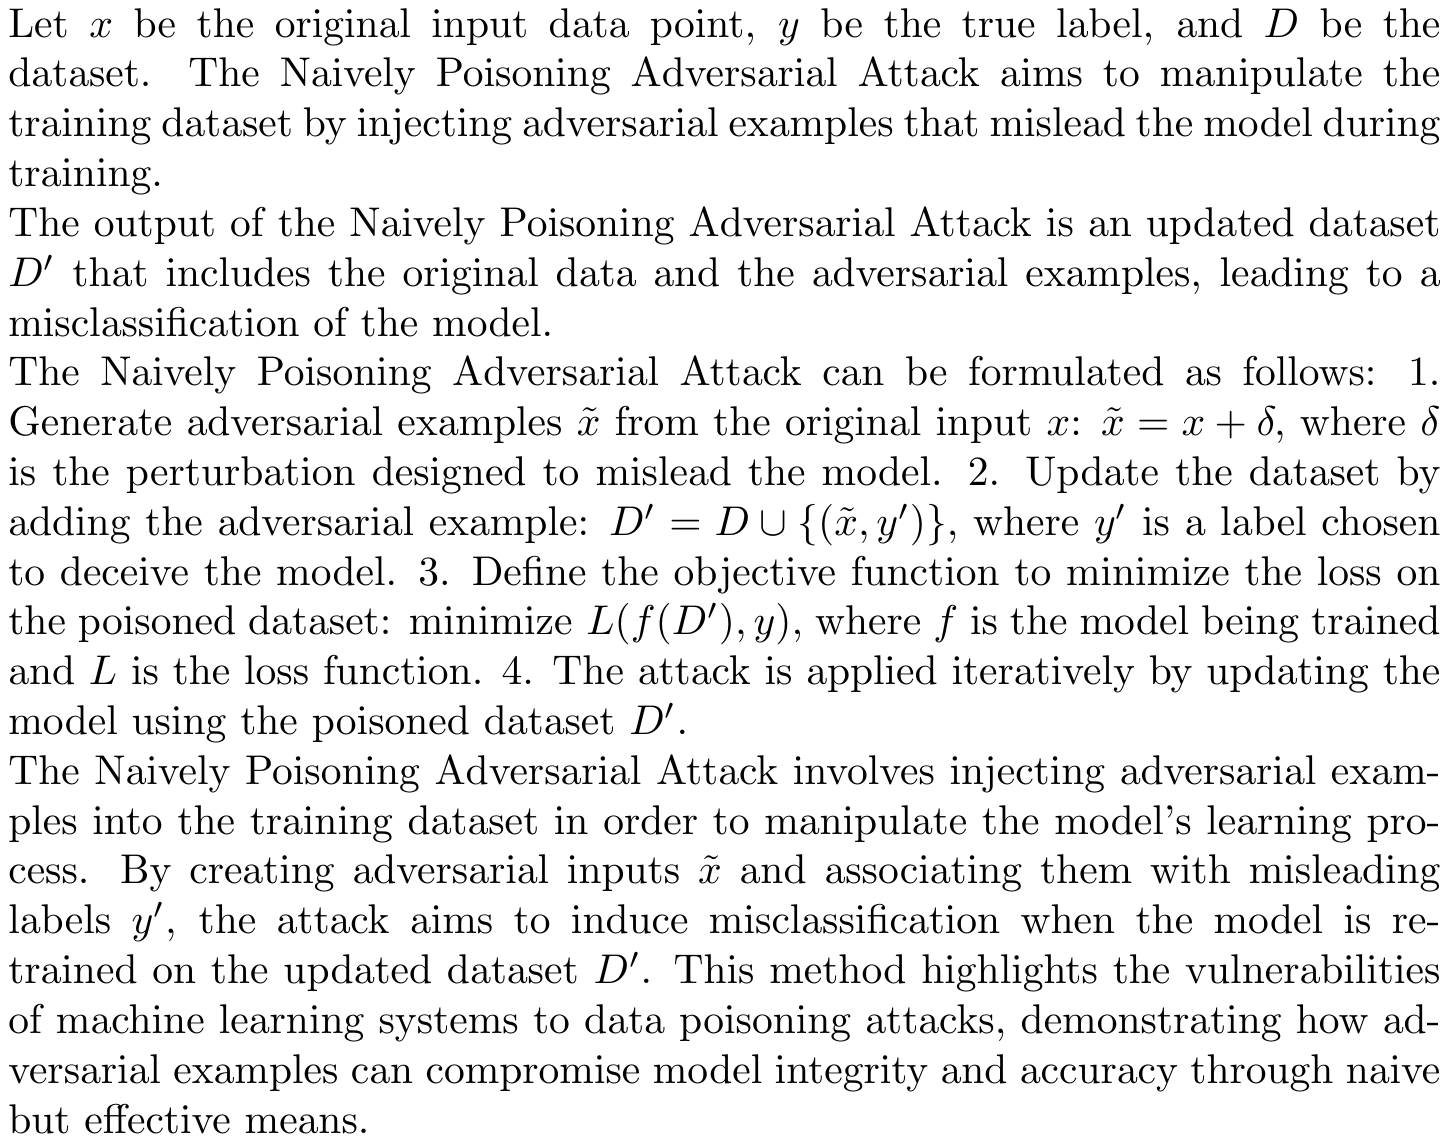 Let x be the original input data point, y be the true label, and D be the
dataset. The Naively Poisoning Adversarial Attack aims to manipulate the
training dataset by injecting adversarial examples that mislead the model during
training.
The output of the Naively Poisoning Adversarial Attack is an updated dataset
D′ that includes the original data and the adversarial examples, leading to a
misclassification of the model.
The Naively Poisoning Adversarial Attack can be formulated as follows: 1.
Generate adversarial examples x̃ from the original input x: x̃ = x + δ, where δ
is the perturbation designed to mislead the model. 2. Update the dataset by
adding the adversarial example: D′ = D ∪ {(x̃, y′)}, where y′ is a label chosen
to deceive the model. 3. Define the objective function to minimize the loss on
the poisoned dataset: minimize L(f(D′), y), where f is the model being trained
and L is the loss function. 4. The attack is applied iteratively by updating the
model using the poisoned dataset D′.
The Naively Poisoning Adversarial Attack involves injecting adversarial exam-
ples into the training dataset in order to manipulate the model's learning pro-
cess. By creating adversarial inputs x̃ and associating them with misleading
labels y′, the attack aims to induce misclassification when the model is re-
trained on the updated dataset D′. This method highlights the vulnerabilities
of machine learning systems to data poisoning attacks, demonstrating how ad-
versarial examples can compromise model integrity and accuracy through naive
but effective means.